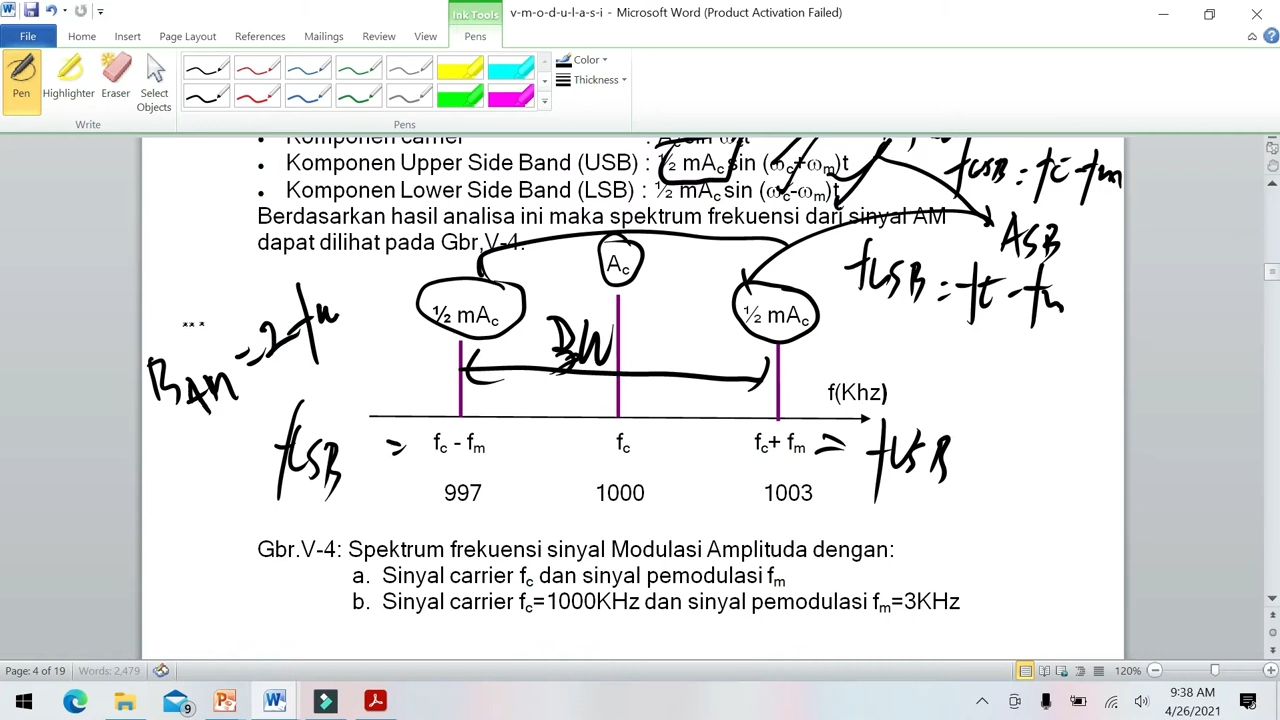 Ink Tools
v-m-o-d-u-l-a-s-i - Microsoft Word (Product Activation Failed)
File Home Insert Page Layout References Mailings Review View Pens
Pen Highlighter Eraser Select Objects
Color
Thickness
Write
Pens
• Komponen carrier
• Komponen Upper Side Band (USB) : ½ mAc sin (ωc+ωm)t
• Komponen Lower Side Band (LSB) : ½ mAc sin (ωc-ωm)t
fLSB = fc - fm
Berdasarkan hasil analisa ini maka spektrum frekuensi dari sinyal AM
dapat dilihat pada Gbr,V-4.
ASB
Ac
½ mAc
½ mAc
BW
f(Khz)
fc - fm
fc
fc+ fm
997
1000
1003
Gbr.V-4: Spektrum frekuensi sinyal Modulasi Amplituda dengan:
a. Sinyal carrier fc dan sinyal pemodulasi fm
b. Sinyal carrier fc=1000KHz dan sinyal pemodulasi fm=3KHz
Page: 4 of 19
Words: 2,479
120%
9
9:38 AM
4/26/2021